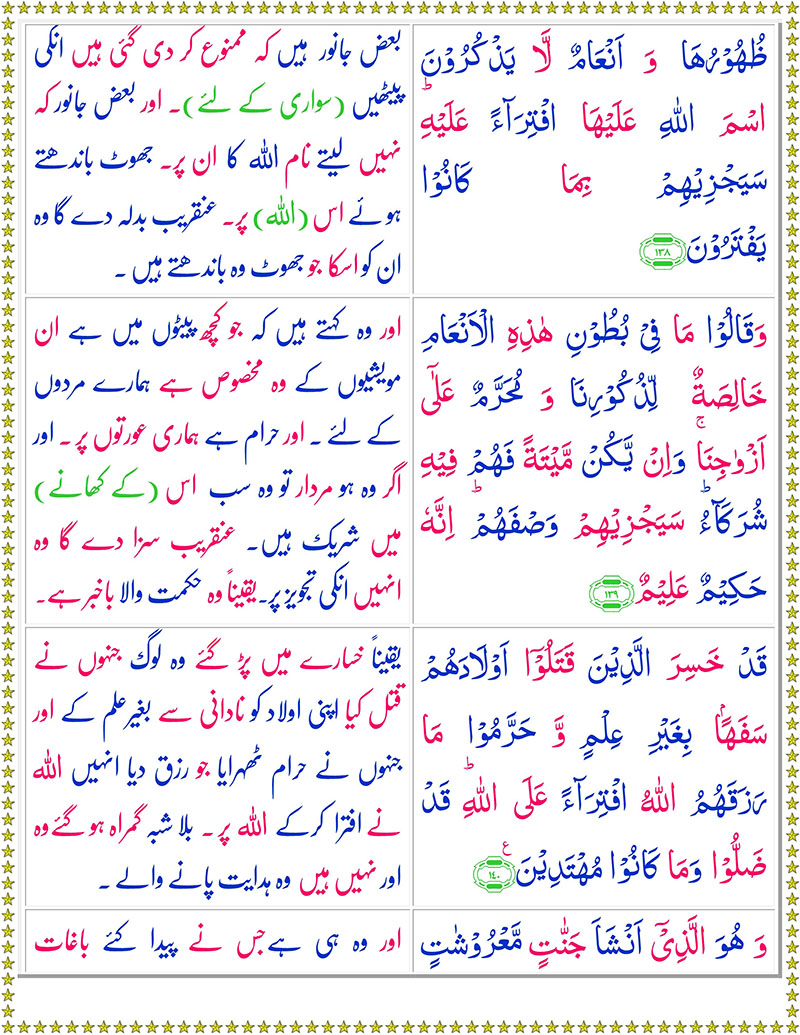 ظُهُوْرُهَا وَ اَنْعَامٌ لَّا يَذْكُرُوْنَ
اسْمَ اللّٰهِ عَلَيْهَا افْتِرَآءً عَلَيْهِ ؕ
سَيَجْزِيْهِمْ بِمَا كَانُوْا
يَفْتَرُوْنَ ١٣٨
بعض جانور ہیں کہ ممنوع کر دی گئی ہیں انکی
پیٹھیں (سواری کے لئے)۔ اور بعض جانور کہ
نہیں لیتے نام اللہ کا ان پر۔ جھوٹ باندھتے
ہوئے اس (اللہ) پر۔ عنقریب بدلہ دے گا وہ
ان کو اسکا جو جھوٹ وہ باندھتے ہیں ۔
وَقَالُوْا مَا فِيْ بُطُوْنِ هٰذِهِ الْاَنْعَامِ
خَالِصَةٌ لِّذُكُوْرِنَا وَ مُحَرَّمٌ عَلٰٓى
اَزْوٰجِنَا ۚ وَاِنْ يَّكُنْ مَّيْتَةً فَهُمْ فِيْهِ
شُرَكَآءُ ؕ سَيَجْزِيْهِمْ وَصْفَهُمْ ؕ اِنَّهٗ
حَكِيْمٌ عَلِيْمٌ ١٣٩
اور وہ کہتے ہیں کہ جو کچھ پیٹوں میں ہے ان
مویشیوں کے وہ مخصوص ہے ہمارے مردوں
کے لئے ۔ اور حرام ہے ہماری عورتوں پر ۔ اور
اگر وہ ہو مردار تو وہ سب اس (کے کھانے)
میں شریک ہیں۔ عنقریب سزا دے گا وہ
انہیں انکی تجویز پر۔ یقیناً وہ حکمت والا باخبر ہے۔
قَدْ خَسِرَ الَّذِيْنَ قَتَلُوْٓا اَوْلَادَهُمْ
سَفَهًاۢ بِغَيْرِ عِلْمٍ وَّ حَرَّمُوْا مَا
رَزَقَهُمُ اللّٰهُ افْتِرَآءً عَلَى اللّٰهِ ؕ قَدْ
ضَلُّوْا وَمَا كَانُوْا مُهْتَدِيْنَ ١٤٠ ع
یقیناً خسارے میں پڑ گئے وہ لوگ جنہوں نے
قتل کیا اپنی اولاد کو نادانی سے بغیر علم کے اور
جنہوں نے حرام ٹھہرایا جو رزق دیا انہیں اللہ
نے افترا کرکے اللہ پر ۔ بلا شبہ گمراہ ہو گئے وہ
اور نہیں ہیں وہ ہدایت پانے والے ۔
وَ هُوَ الَّذِيْٓ اَنْشَاَ جَنّٰتٍ مَّعْرُوْشٰتٍ
اور وہ ہی ہے جس نے پیدا کئے باغات